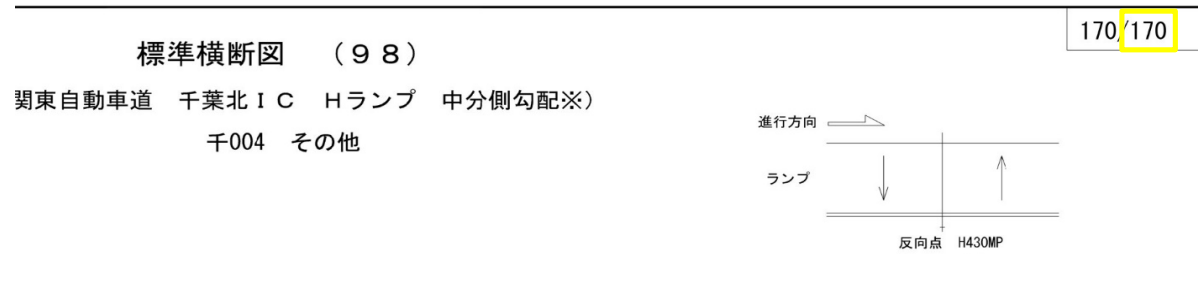 170/170
標準横断図　（９８）
関東自動車道　千葉北ＩＣ　Ｈランプ　中分側勾配※）
千004　その他
進行方向
ランプ
反向点　H430MP